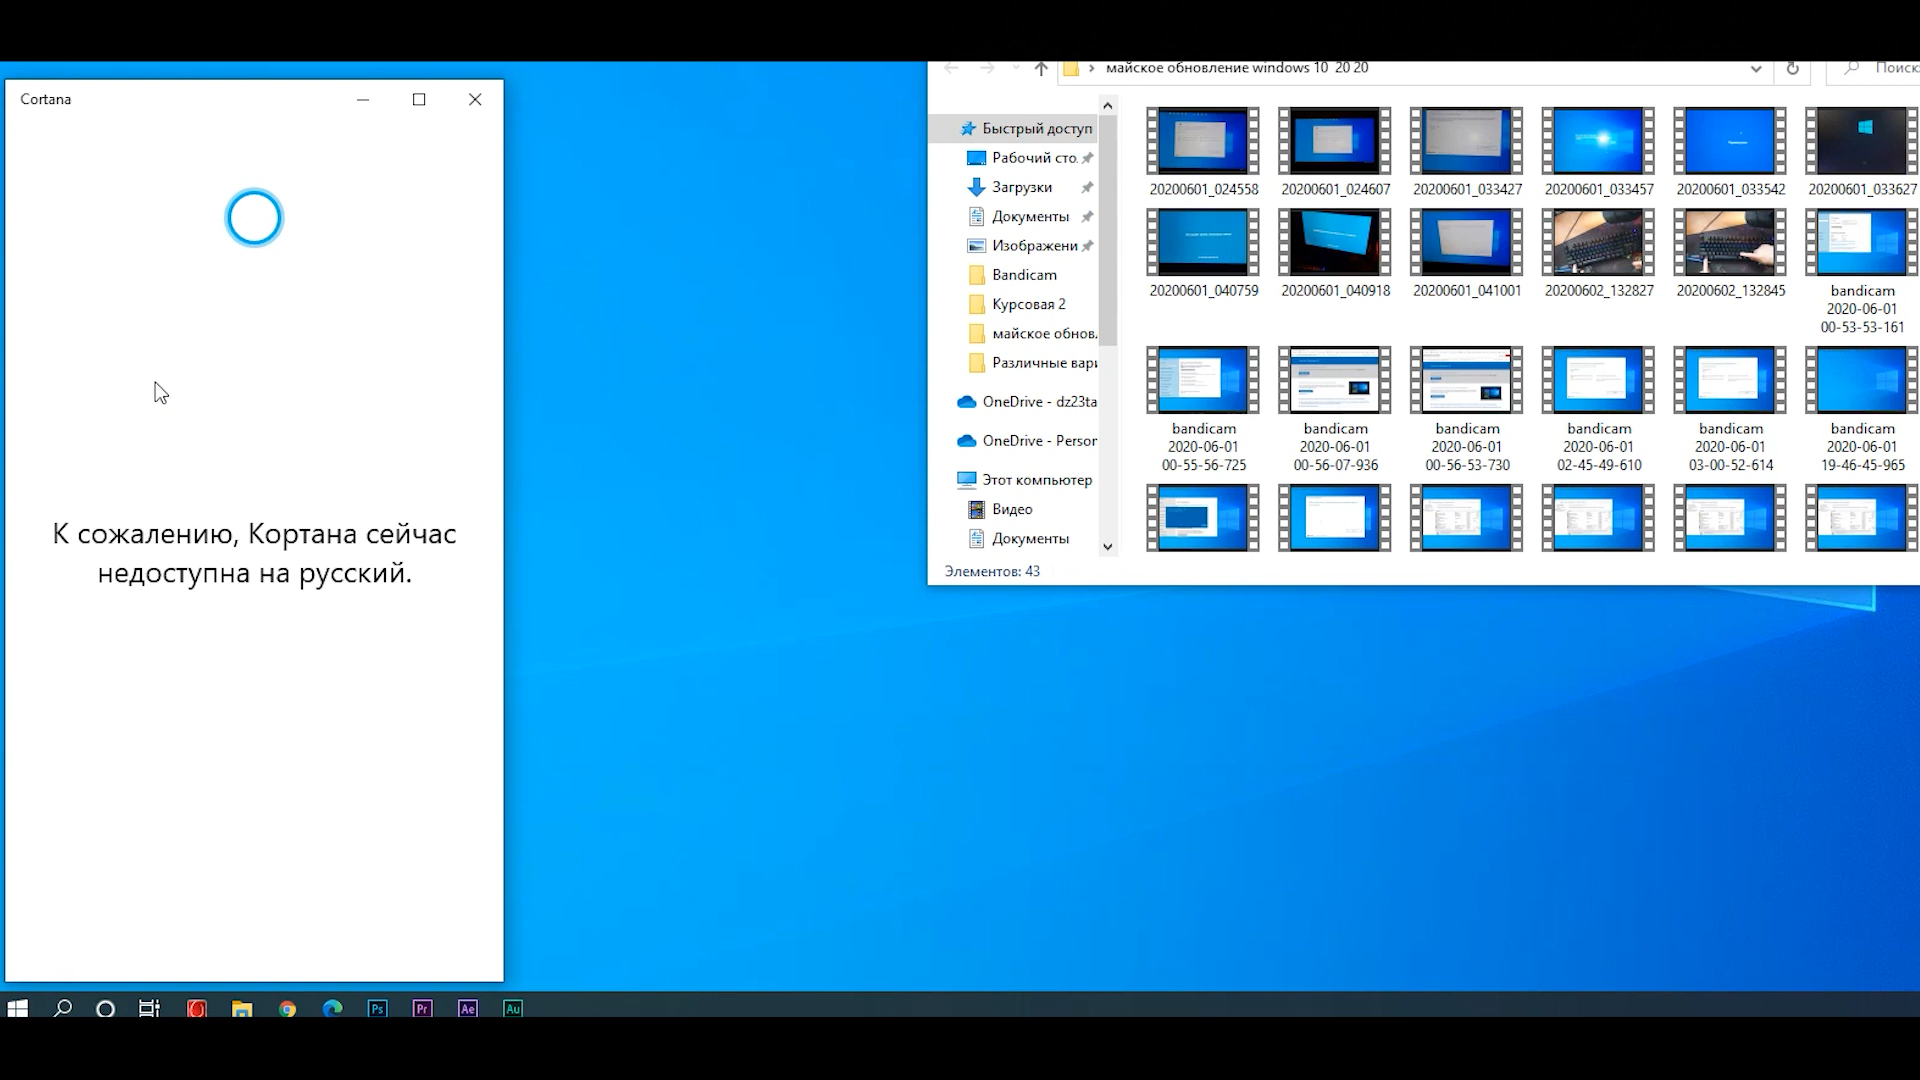 Cortana
К сожалению, Кортана сейчас
недоступна на русский.
майское обновление windows 10 20 20
Поиск
Быстрый доступ
Рабочий сто.
Загрузки
Документы
Изображени
Bandicam
Курсовая 2
майское обнов.
Различные вари
OneDrive - dz23ta
OneDrive - Person
Этот компьютер
Видео
Документы
20200601_024558
20200601_024607
20200601_033427
20200601_033457
20200601_033542
20200601_033627
20200601_040759
20200601_040918
20200601_041001
20200602_132827
20200602_132845
bandicam
2020-06-01
00-53-53-161
bandicam
2020-06-01
00-55-56-725
bandicam
2020-06-01
00-56-07-936
bandicam
2020-06-01
00-56-53-730
bandicam
2020-06-01
02-45-49-610
bandicam
2020-06-01
03-00-52-614
bandicam
2020-06-01
19-46-45-965
Элементов: 43
Ps
Pr
Ae
Au